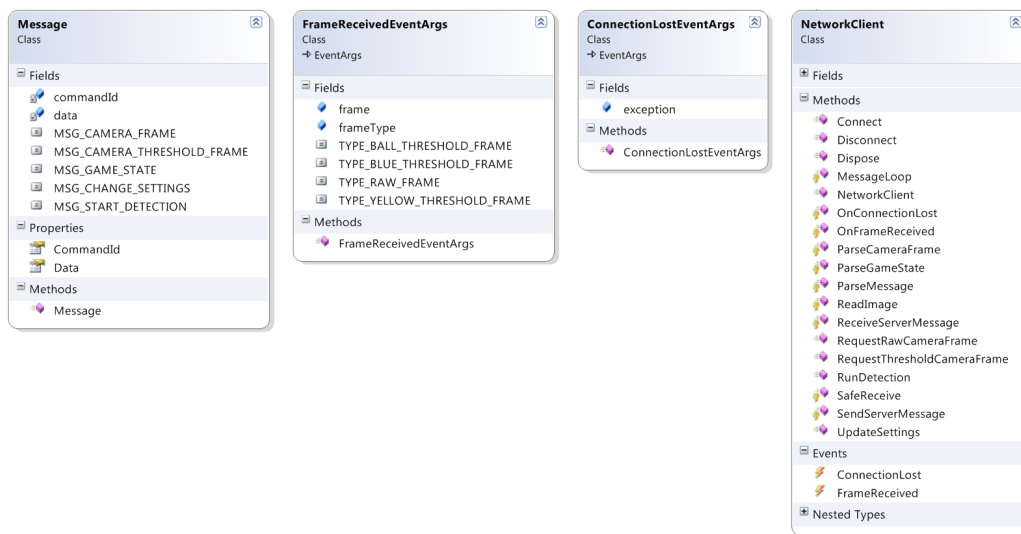 Message
Class
Fields
commandId
data
MSG_CAMERA_FRAME
MSG_CAMERA_THRESHOLD_FRAME
MSG_GAME_STATE
MSG_CHANGE_SETTINGS
MSG_START_DETECTION
Properties
CommandId
Data
Methods
Message
FrameReceivedEventArgs
Class
EventArgs
Fields
frame
frameType
TYPE_BALL_THRESHOLD_FRAME
TYPE_BLUE_THRESHOLD_FRAME
TYPE_RAW_FRAME
TYPE_YELLOW_THRESHOLD_FRAME
Methods
FrameReceivedEventArgs
ConnectionLostEventArgs
Class
EventArgs
Fields
exception
Methods
ConnectionLostEventArgs
NetworkClient
Class
Fields
Methods
Connect
Disconnect
Dispose
MessageLoop
NetworkClient
OnConnectionLost
OnFrameReceived
ParseCameraFrame
ParseGameState
ParseMessage
ReadImage
ReceiveServerMessage
RequestRawCameraFrame
RequestThresholdCameraFrame
RunDetection
SafeReceive
SendServerMessage
UpdateSettings
Events
ConnectionLost
FrameReceived
Nested Types